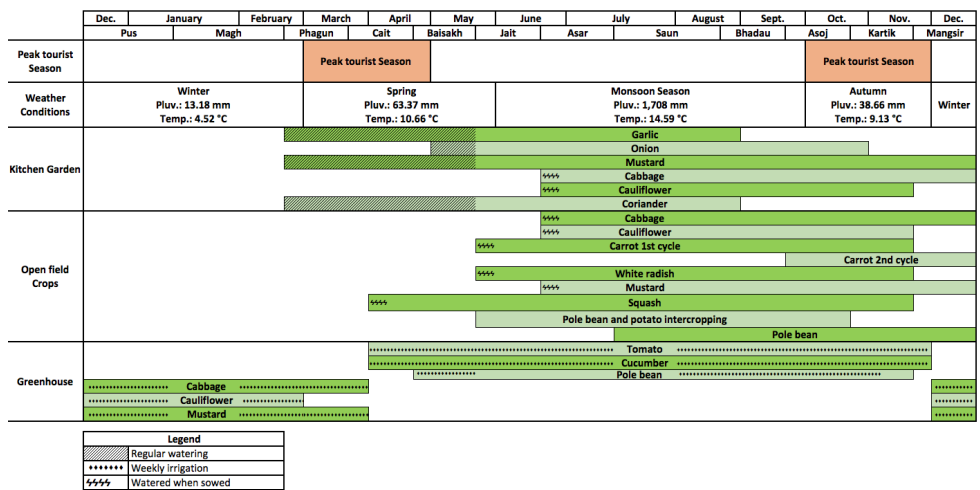 Dec. January February March April May June July August Sept. Oct. Nov. Dec.
Pus Magh Phagun Cait Baisakh Jait Asar Saun Bhadau Asoj Kartik Mangsir
Peak tourist
Season
Peak tourist Season Peak tourist Season
Weather
Conditions
Winter
Pluv.: 13.18 mm
Temp.: 4.52 °C
Spring
Pluv.: 63.37 mm
Temp.: 10.66 °C
Monsoon Season
Pluv.: 1,708 mm
Temp.: 14.59 °C
Autumn
Pluv.: 38.66 mm
Temp.: 9.13 °C
Winter
Kitchen Garden
Garlic
Onion
Mustard
Cabbage
Cauliflower
Coriander
Open field
Crops
Cabbage
Cauliflower
Carrot 1st cycle
Carrot 2nd cycle
White radish
Mustard
Squash
Pole bean and potato intercropping
Pole bean
Greenhouse
Tomato
Cucumber
Pole bean
Cabbage
Cauliflower
Mustard
Legend
Regular watering
Weekly irrigation
Watered when sowed